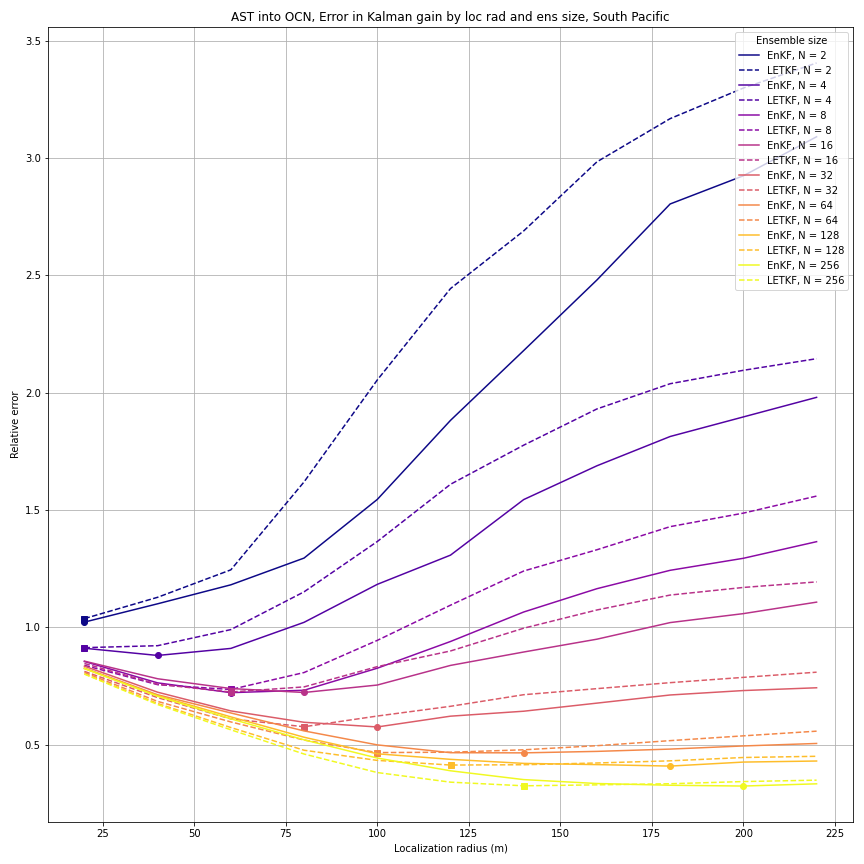 AST into OCN, Error in Kalman gain by loc rad and ens size, South Pacific
Ensemble size
EnKF, N = 2
LETKF, N = 2
EnKF, N = 4
LETKF, N = 4
EnKF, N = 8
LETKF, N = 8
EnKF, N = 16
LETKF, N = 16
EnKF, N = 32
LETKF, N = 32
EnKF, N = 64
LETKF, N = 64
EnKF, N = 128
LETKF, N = 128
EnKF, N = 256
LETKF, N = 256
3.5
3.0
2.5
2.0
1.5
1.0
0.5
Relative error
25
50
75
100
125
150
175
200
225
Localization radius (m)